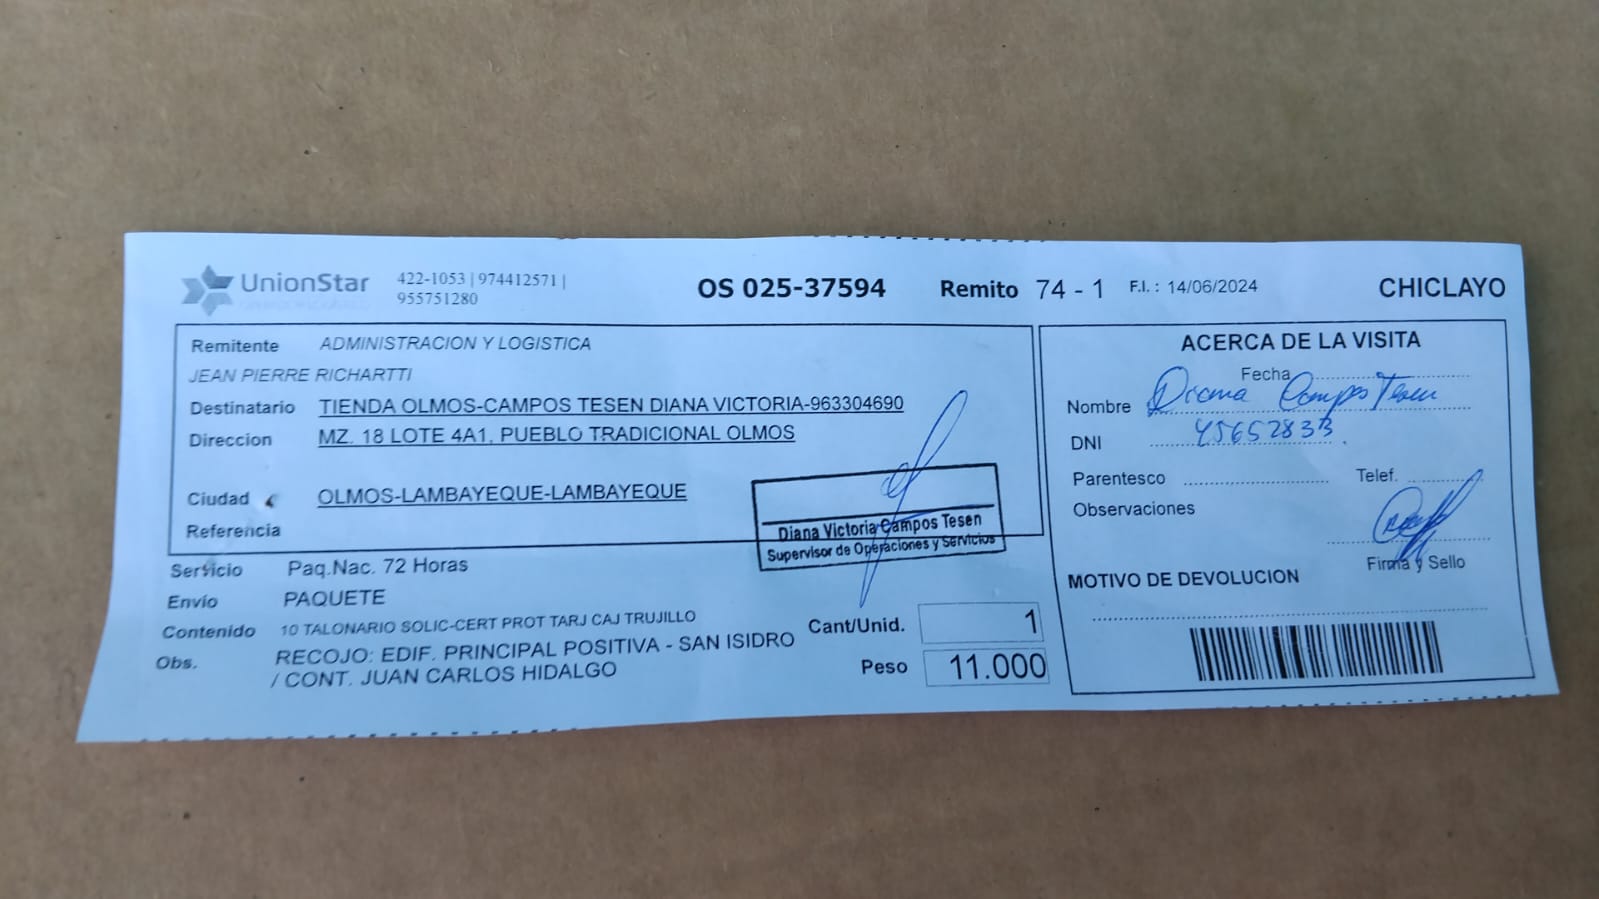 UnionStar 422-1053 | 974412571 |
955751280
OS 025-37594 Remito 74 - 1 F.I. : 14/06/2024 CHICLAYO
Remitente ADMINISTRACION Y LOGISTICA
JEAN PIERRE RICHARTTI
Destinatario TIENDA OLMOS-CAMPOS TESEN DIANA VICTORIA-963304690
Direccion MZ. 18 LOTE 4A1, PUEBLO TRADICIONAL OLMOS
Ciudad OLMOS-LAMBAYEQUE-LAMBAYEQUE
Referencia
Diana Victoria Campos Tesen
Supervisor de Operaciones y Servicios
Servicio Paq.Nac. 72 Horas
Envio PAQUETE
Contenido 10 TALONARIO SOLIC-CERT PROT TARJ CAJ TRUJILLO
Obs. RECOJO: EDIF. PRINCIPAL POSITIVA - SAN ISIDRO
/ CONT. JUAN CARLOS HIDALGO
Cant/Unid. 1
Peso 11.000
ACERCA DE LA VISITA
Fecha
Nombre Diana Campos Tesen
DNI 45652833
Parentesco Telef.
Observaciones
Firma y Sello
MOTIVO DE DEVOLUCION